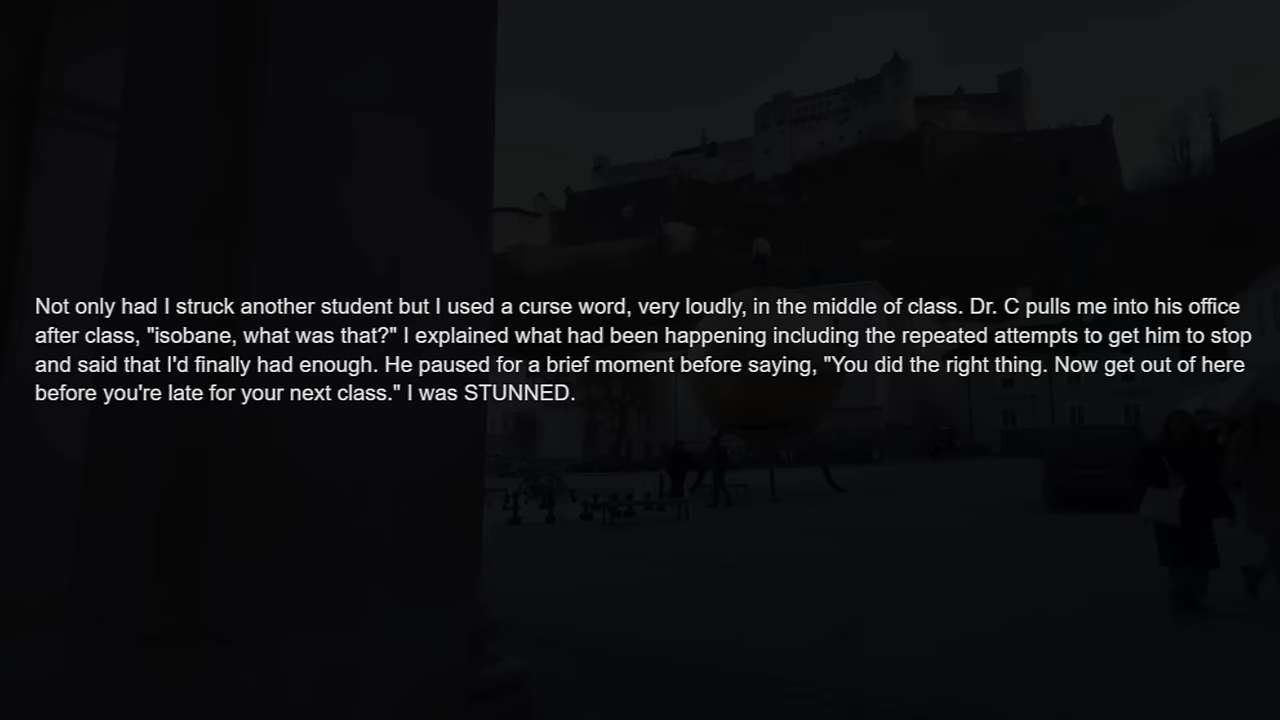 Not only had I struck another student but I used a curse word, very loudly, in the middle of class. Dr. C pulls me into his office
after class, "isobane, what was that?" I explained what had been happening including the repeated attempts to get him to stop
and said that I'd finally had enough. He paused for a brief moment before saying, "You did the right thing. Now get out of here
before you're late for your next class." I was STUNNED.